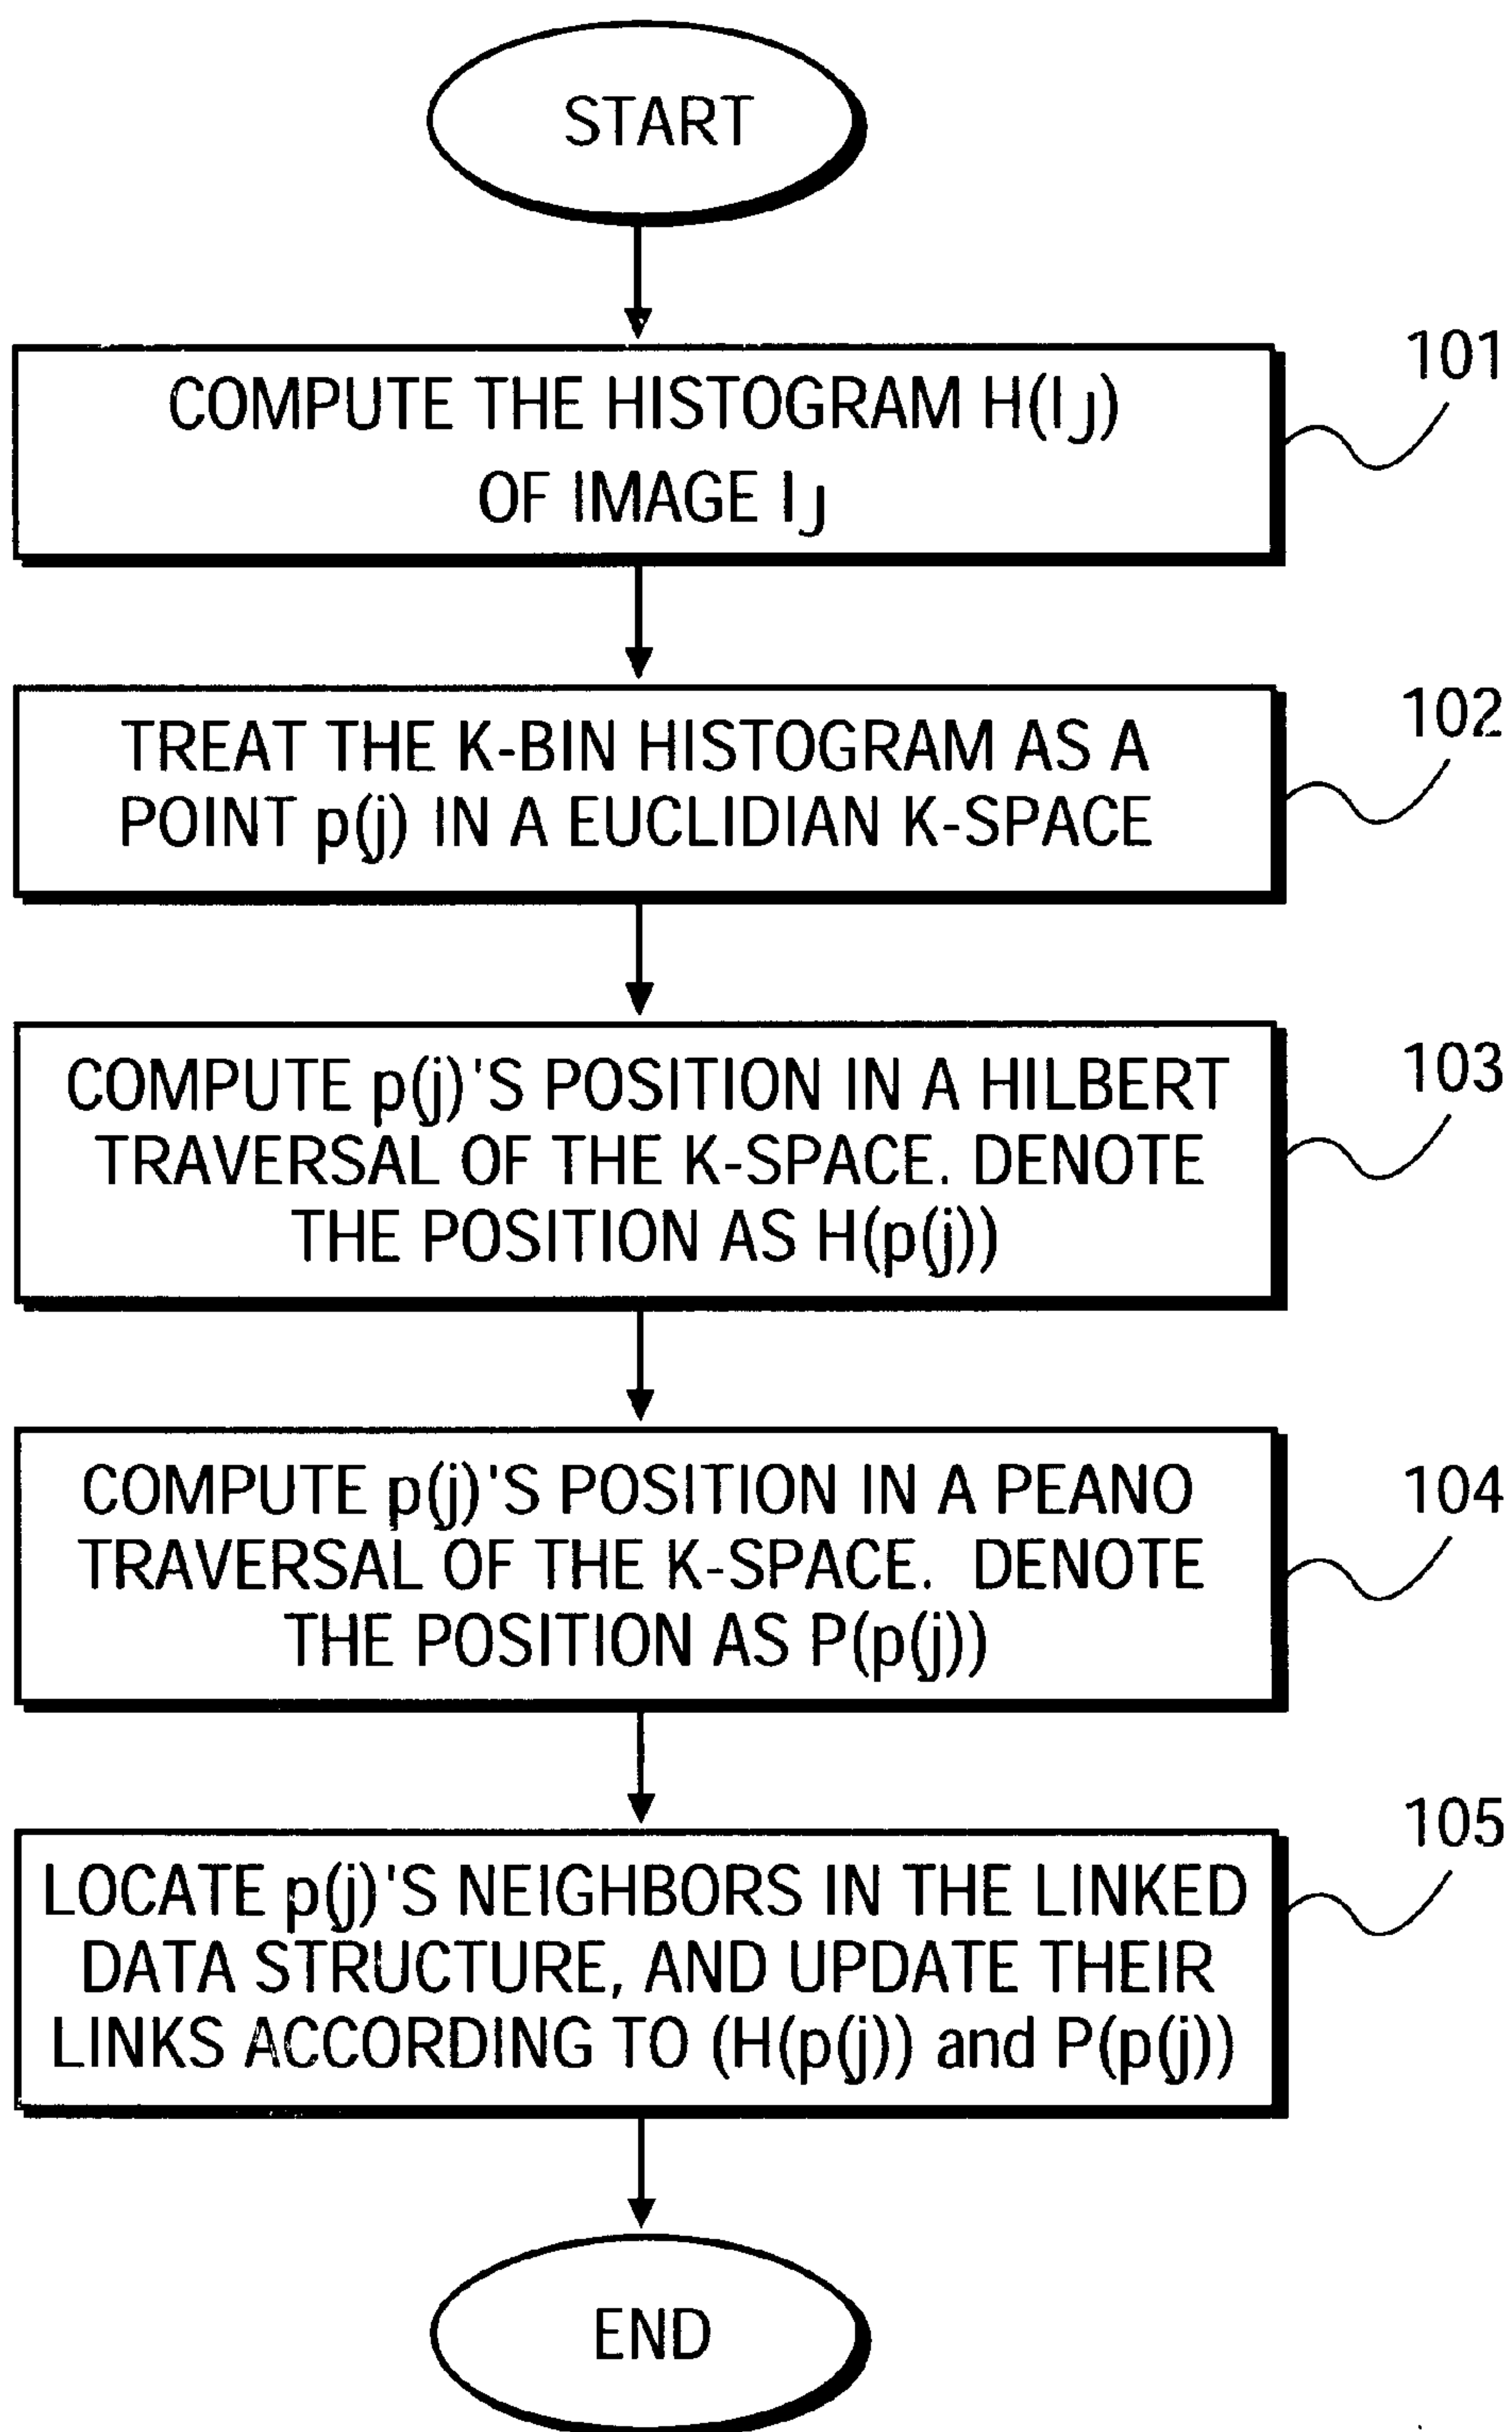 START
101
COMPUTE THE HISTOGRAM H(I j)
OF IMAGE I j
102
TREAT THE K-BIN HISTOGRAM AS A
POINT p(j) IN A EUCLIDIAN K-SPACE
103
COMPUTE p(j)'S POSITION IN A HILBERT
TRAVERSAL OF THE K-SPACE. DENOTE
THE POSITION AS H(p(j))
104
COMPUTE p(j)'S POSITION IN A PEANO
TRAVERSAL OF THE K-SPACE. DENOTE
THE POSITION AS P(p(j))
105
LOCATE p(j)'S NEIGHBORS IN THE LINKED
DATA STRUCTURE, AND UPDATE THEIR
LINKS ACCORDING TO (H(p(j)) and P(p(j))
END